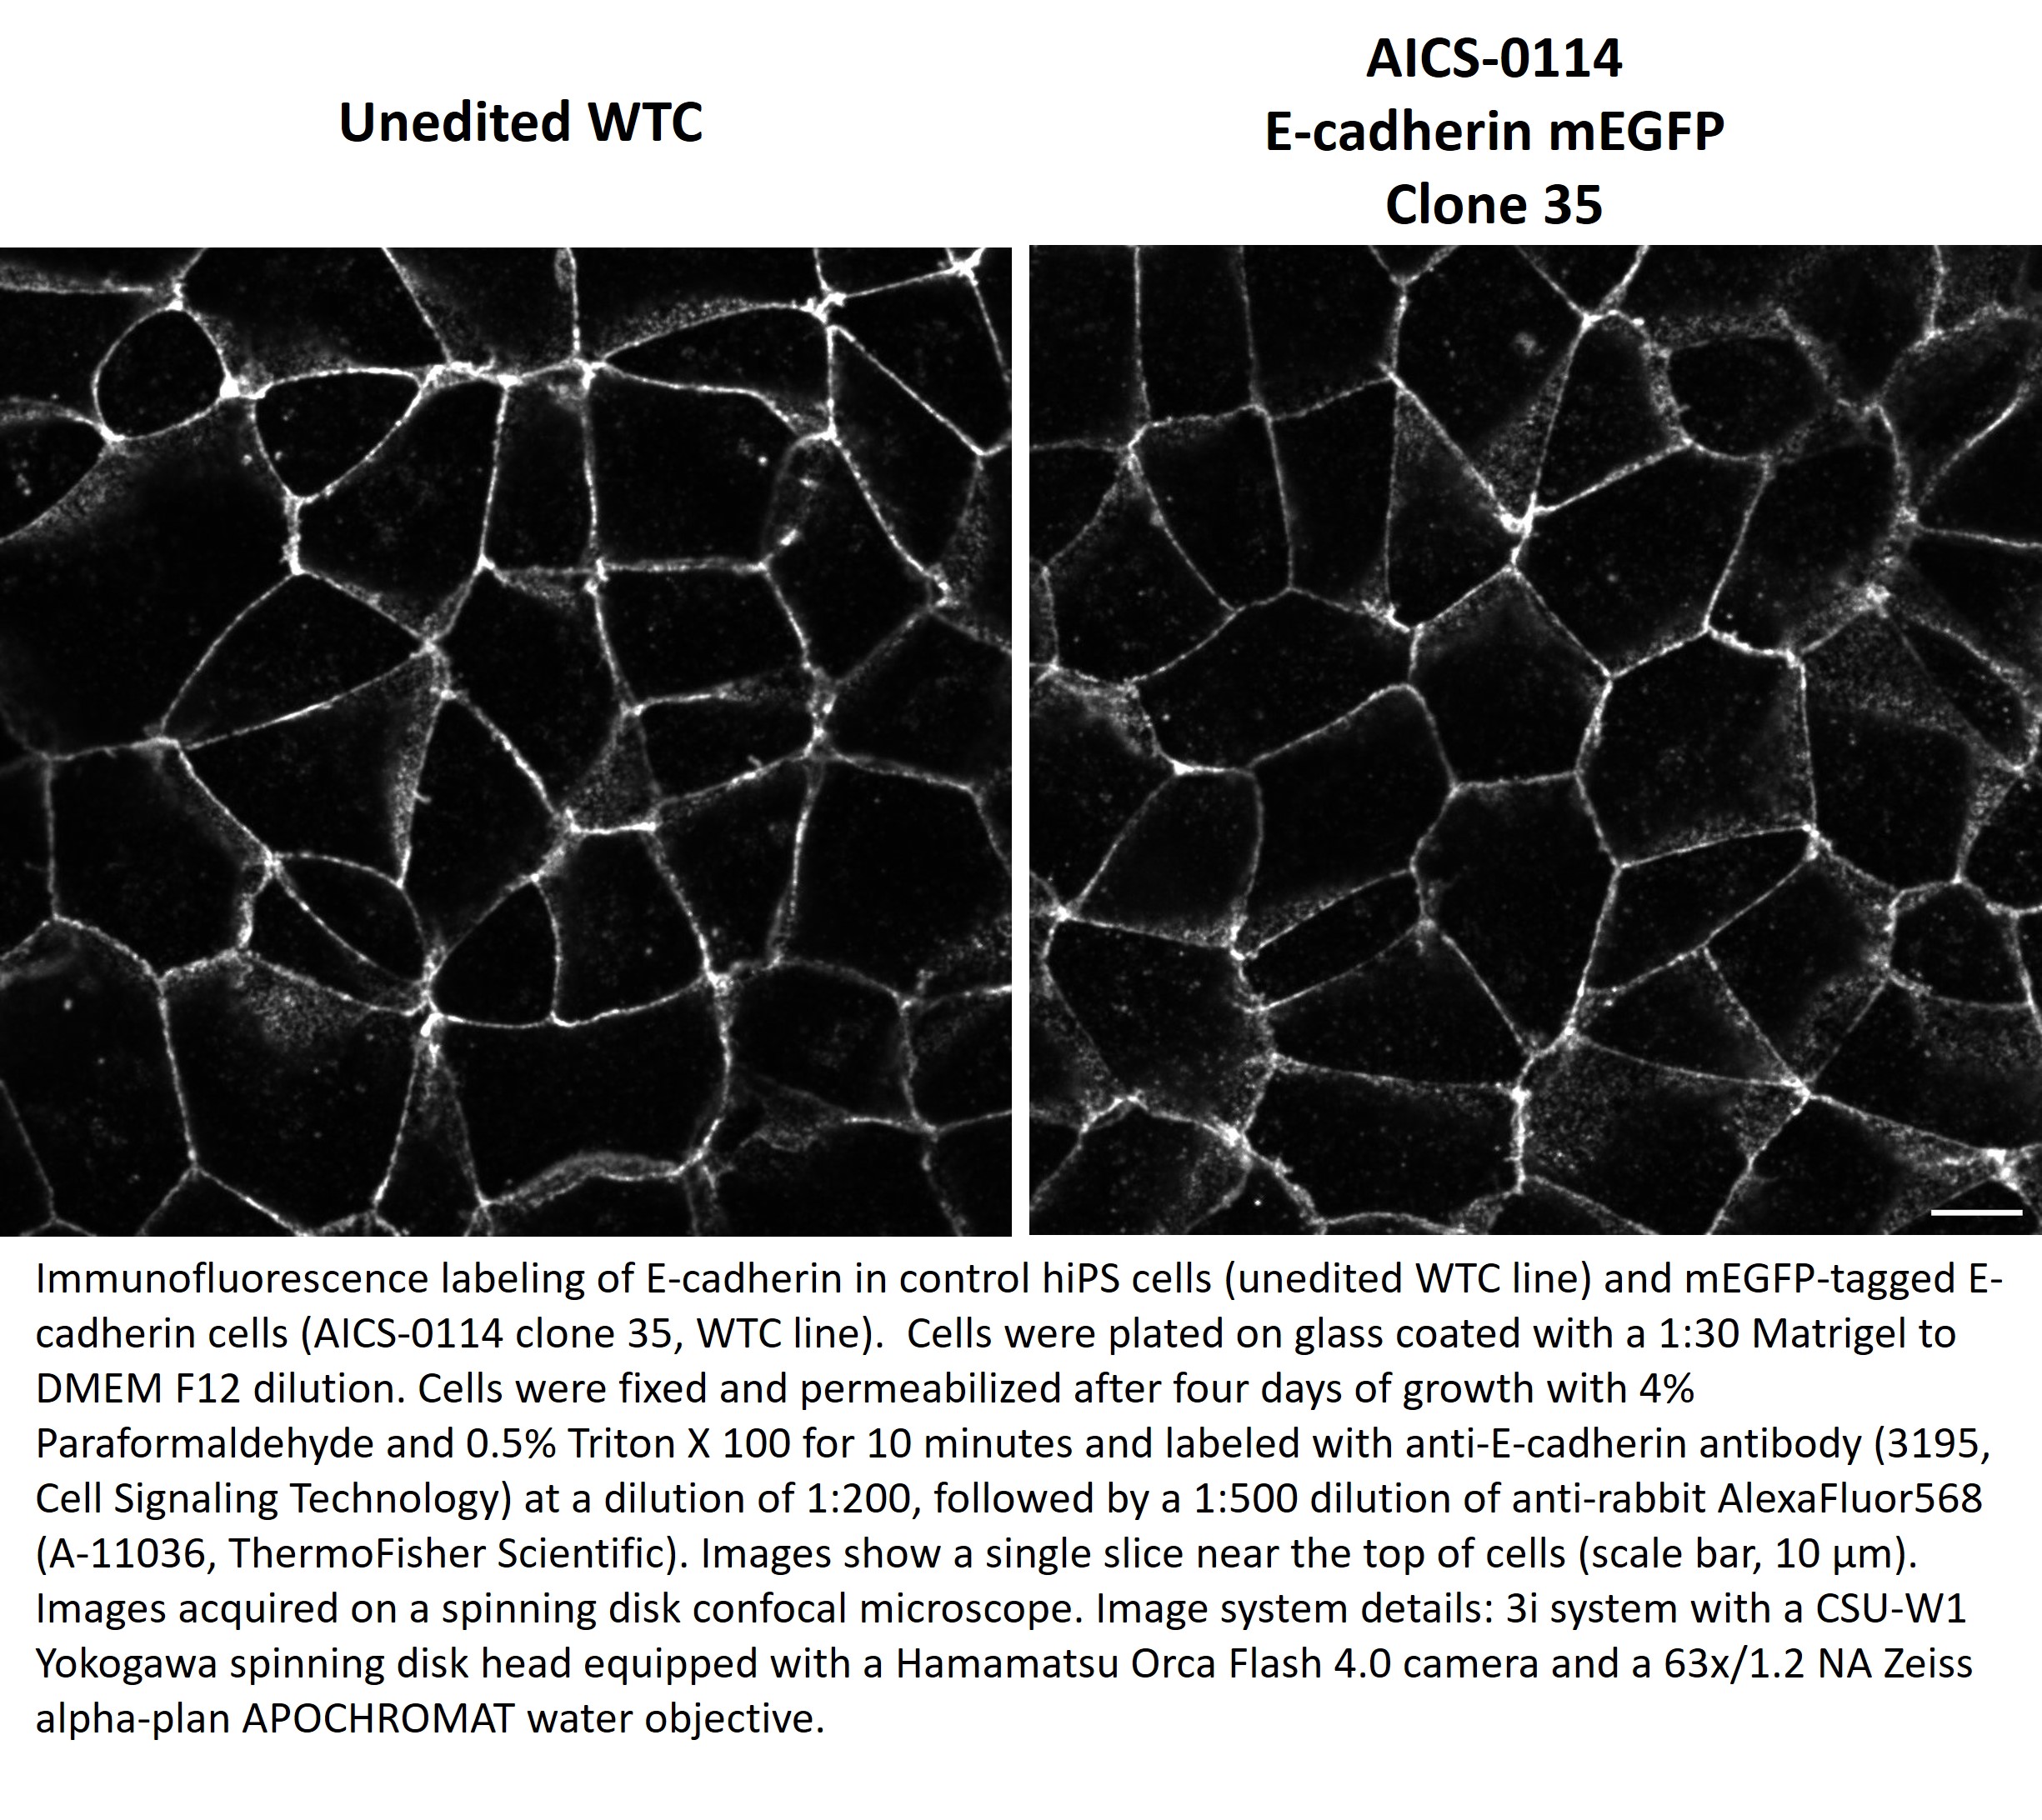 Unedited WTC
AICS-0114
E-cadherin mEGFP
Clone 35
Immunofluorescence labeling of E-cadherin in control hiPS cells (unedited WTC line) and mEGFP-tagged E-
cadherin cells (AICS-0114 clone 35, WTC line).  Cells were plated on glass coated with a 1:30 Matrigel to
DMEM F12 dilution. Cells were fixed and permeabilized after four days of growth with 4%
Paraformaldehyde and 0.5% Triton X 100 for 10 minutes and labeled with anti-E-cadherin antibody (3195,
Cell Signaling Technology) at a dilution of 1:200, followed by a 1:500 dilution of anti-rabbit AlexaFluor568
(A-11036, ThermoFisher Scientific). Images show a single slice near the top of cells (scale bar, 10 µm).
Images acquired on a spinning disk confocal microscope. Image system details: 3i system with a CSU-W1
Yokogawa spinning disk head equipped with a Hamamatsu Orca Flash 4.0 camera and a 63x/1.2 NA Zeiss
alpha-plan APOCHROMAT water objective.